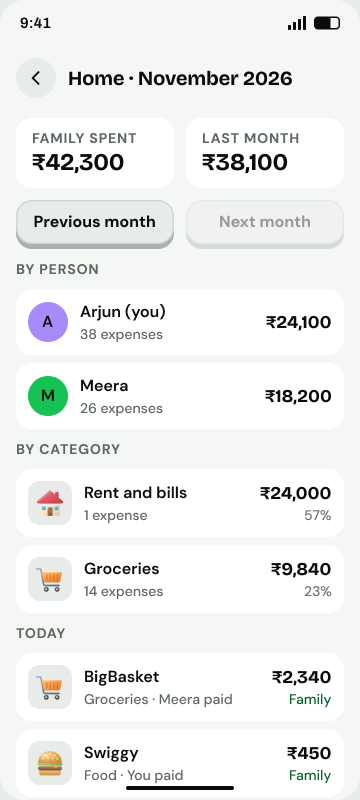 9:41
Home · November 2026
FAMILY SPENT
₹42,300
LAST MONTH
₹38,100
Previous month
Next month
BY PERSON
A
Arjun (you)
38 expenses
₹24,100
M
Meera
26 expenses
₹18,200
BY CATEGORY
Rent and bills
1 expense
₹24,000
57%
Groceries
14 expenses
₹9,840
23%
TODAY
BigBasket
Groceries · Meera paid
₹2,340
Family
Swiggy
Food · You paid
₹450
Family